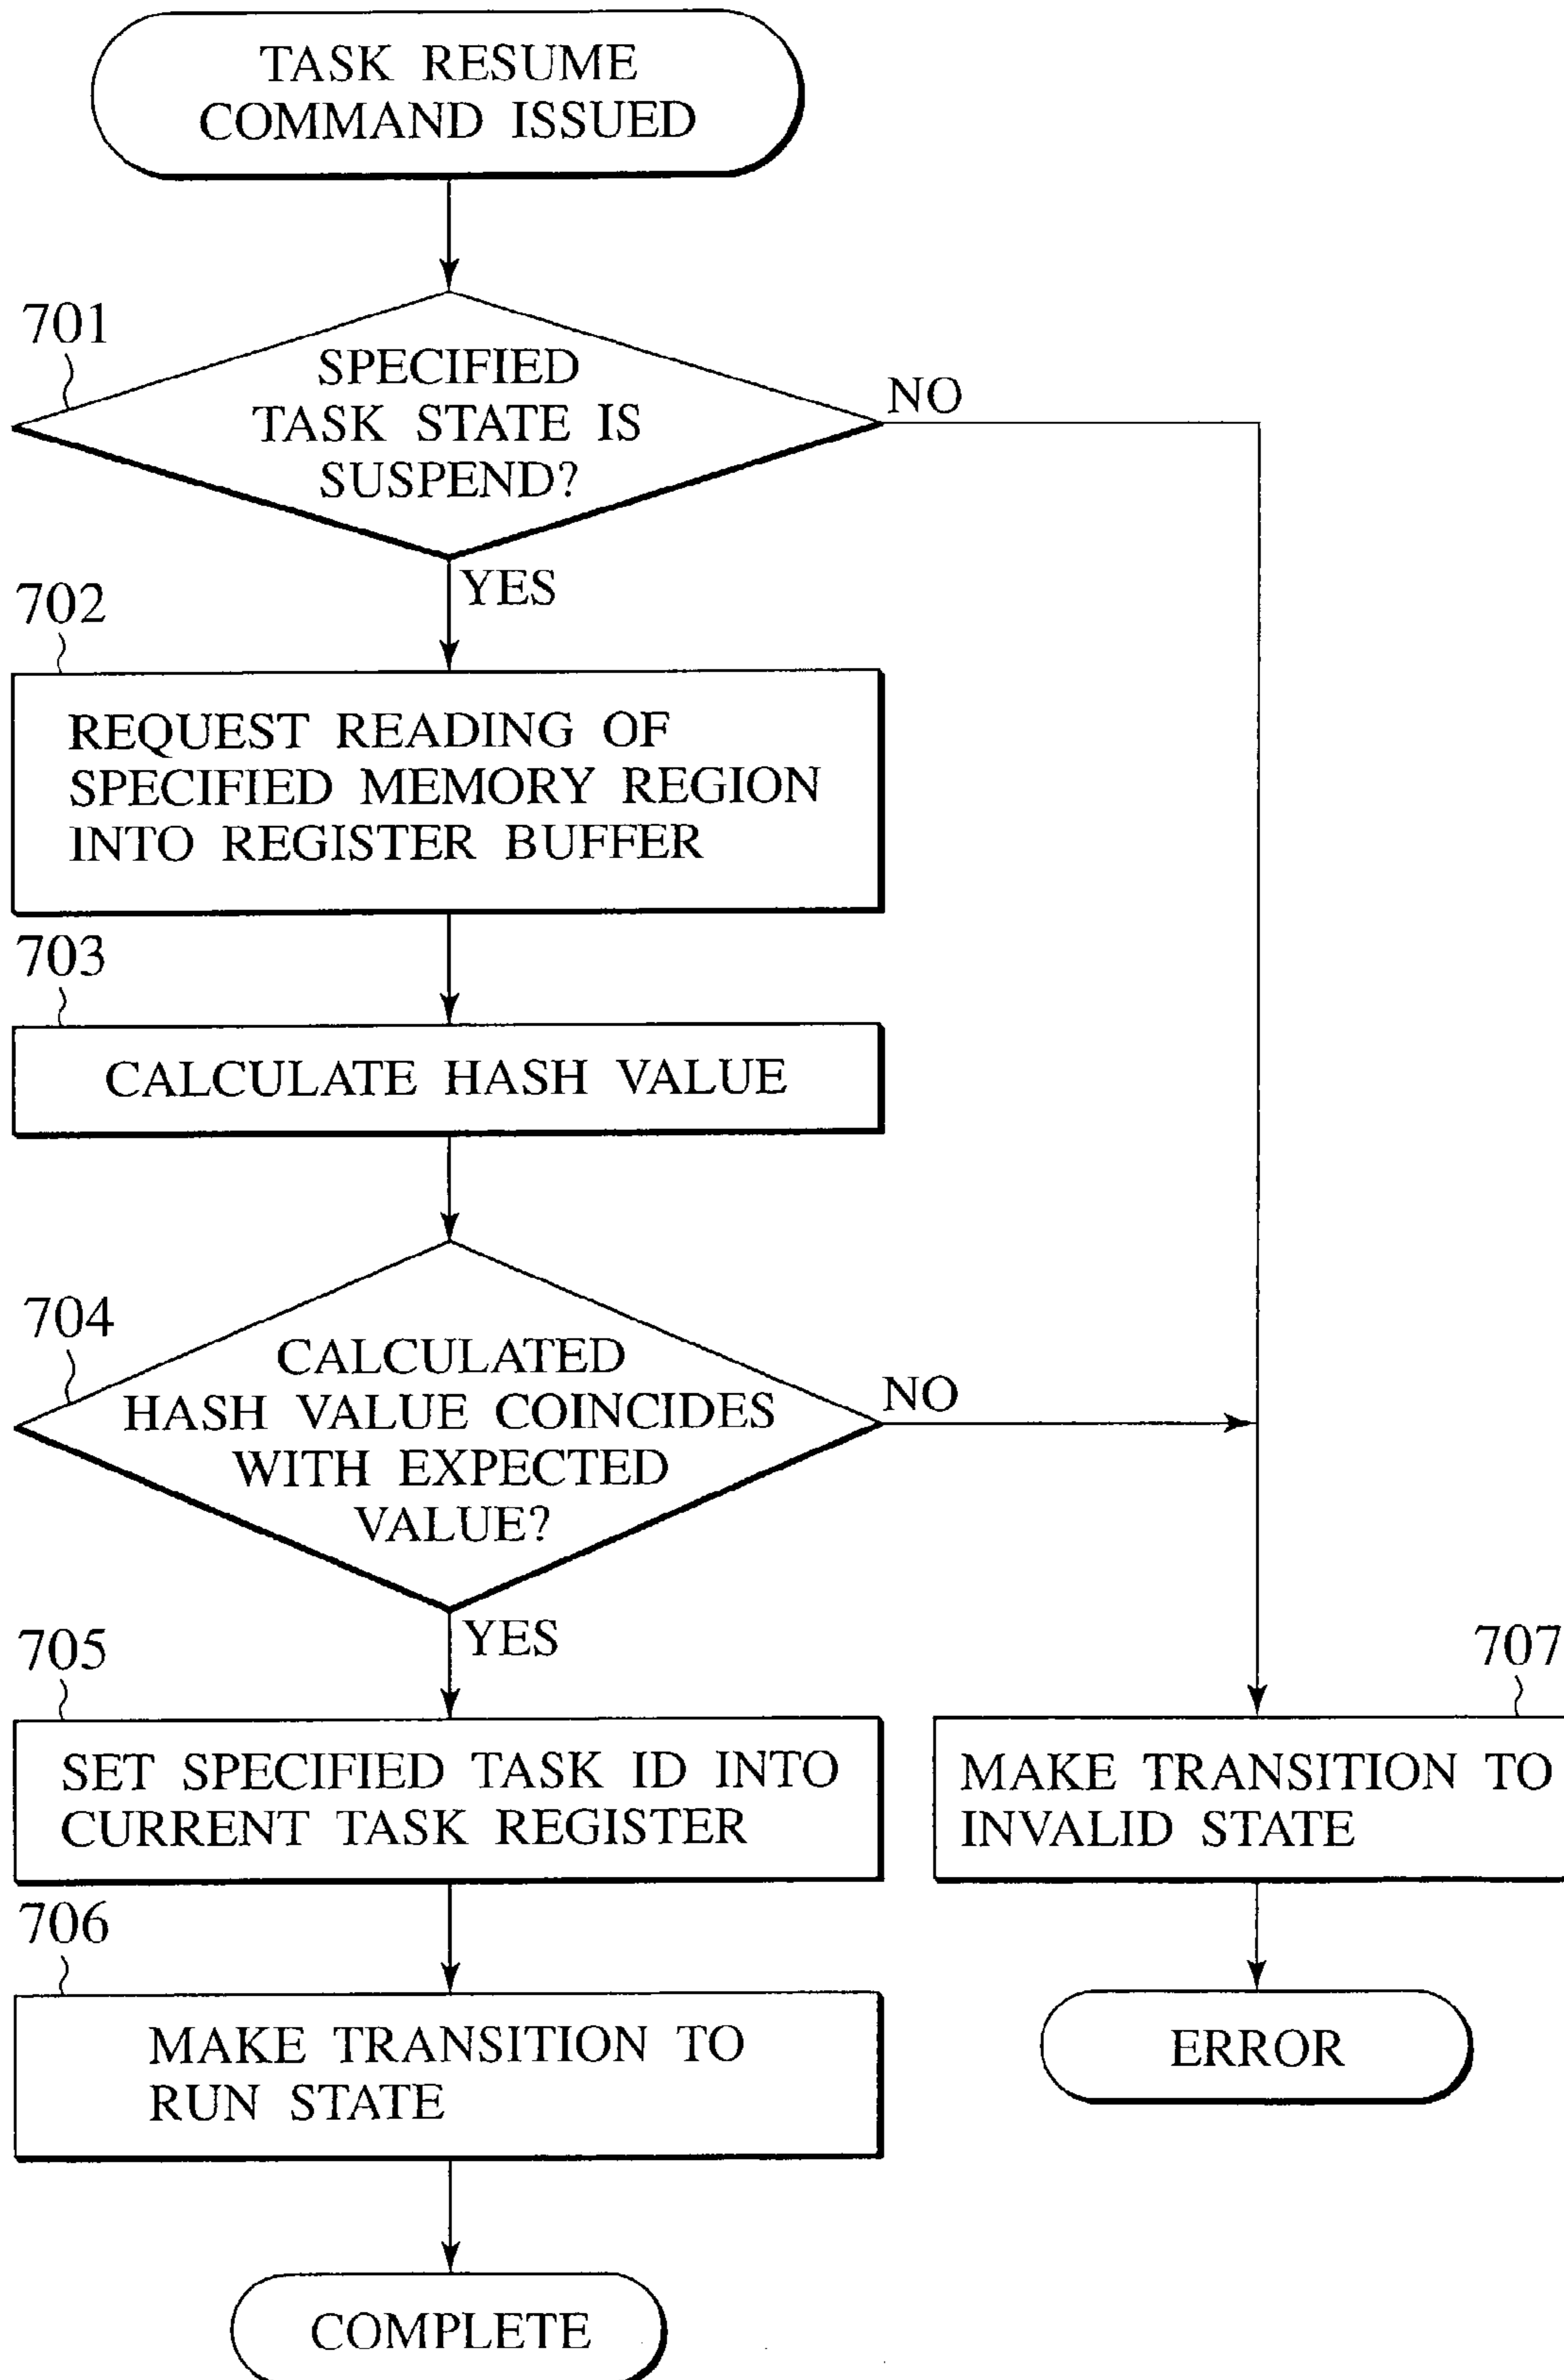 TASK RESUME
COMMAND ISSUED
701
SPECIFIED
TASK STATE IS
SUSPEND?
NO
YES
702
REQUEST READING OF
SPECIFIED MEMORY REGION
INTO REGISTER BUFFER
703
CALCULATE HASH VALUE
704
CALCULATED
HASH VALUE COINCIDES
WITH EXPECTED
VALUE?
NO
YES
705
SET SPECIFIED TASK ID INTO
CURRENT TASK REGISTER
707
MAKE TRANSITION TO
INVALID STATE
706
MAKE TRANSITION TO
RUN STATE
ERROR
COMPLETE